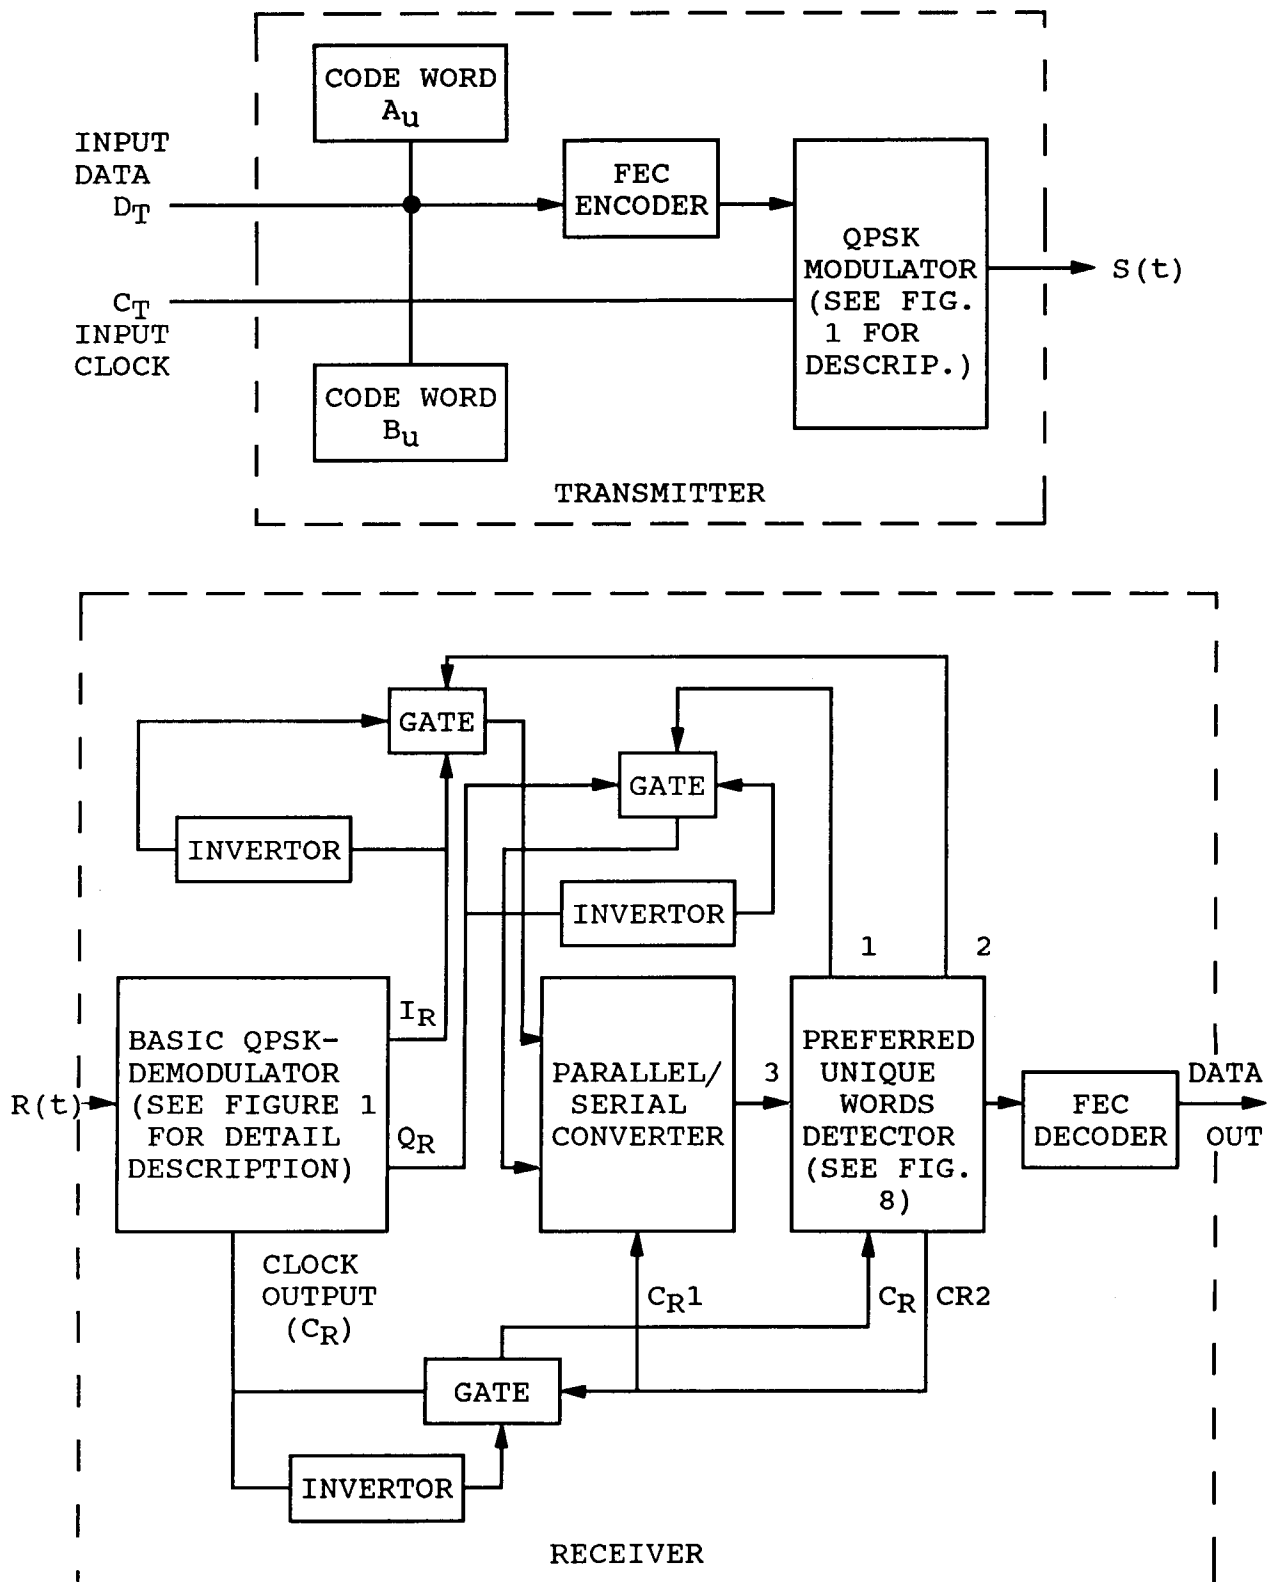 CODE WORD
Au
INPUT
DATA
DT
FEC
ENCODER
QPSK
MODULATOR
(SEE FIG.
1 FOR
DESCRIP.)
S(t)
CT
INPUT
CLOCK
CODE WORD
Bu
TRANSMITTER
GATE
GATE
INVERTOR
INVERTOR
1
2
IR
BASIC QPSK-
DEMODULATOR
(SEE FIGURE 1
FOR DETAIL
DESCRIPTION)
R(t)
QR
PARALLEL/
SERIAL
CONVERTER
3
PREFERRED
UNIQUE
WORDS
DETECTOR
(SEE FIG.
8)
FEC
DECODER
DATA
OUT
CLOCK
OUTPUT
(CR)
CR1
CR
CR2
GATE
INVERTOR
RECEIVER